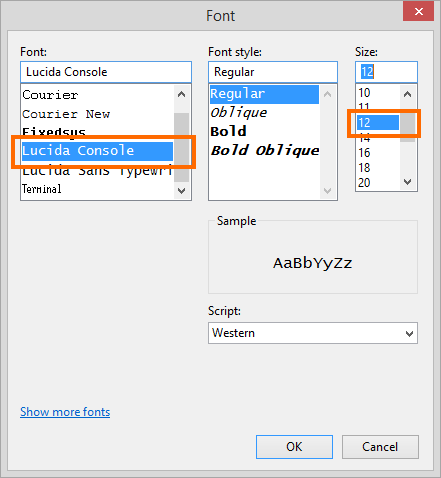 Font
Font: Font style: Size:
Lucida Console Regular 12
Courier
Courier New
Fixedsys
Lucida Console
Lucida Sans Typewri
Terminal
Regular
Oblique
Bold
Bold Oblique
10
11
12
14
16
18
20
Sample
AaBbYyZz
Script:
Western
Show more fonts
OK Cancel